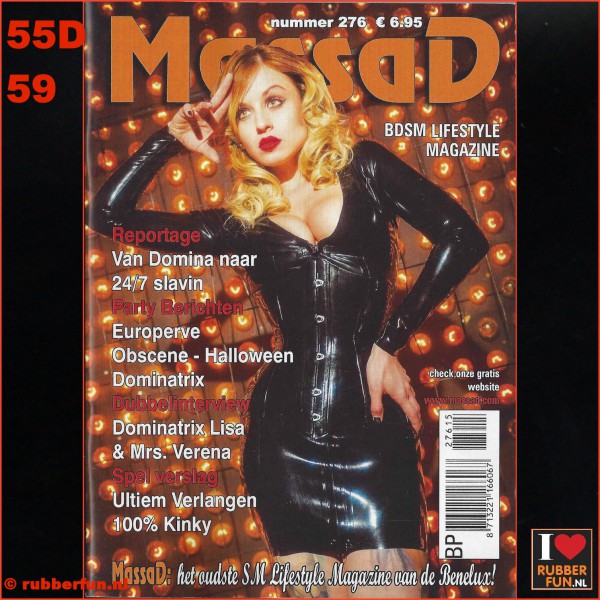 55D
59
nummer 276 € 6.95
MassaD
BDSM LIFESTYLE
MAGAZINE
Reportage
Van Domina naar
24/7 slavin
Party Berichten
Europerve
Obscene - Halloween
Dominatrix
Dubbelinterview
Dominatrix Lisa
& Mrs. Verena
Spel verslag
Ultiem Verlangen
100% Kinky
check onze gratis
website
www.massad.com
27615
8713221166067
BP
MassaD: het oudste S.M Lifestyle Magazine van de Benelux!
© rubberfun.nl
I
RUBBER
FUN.NL